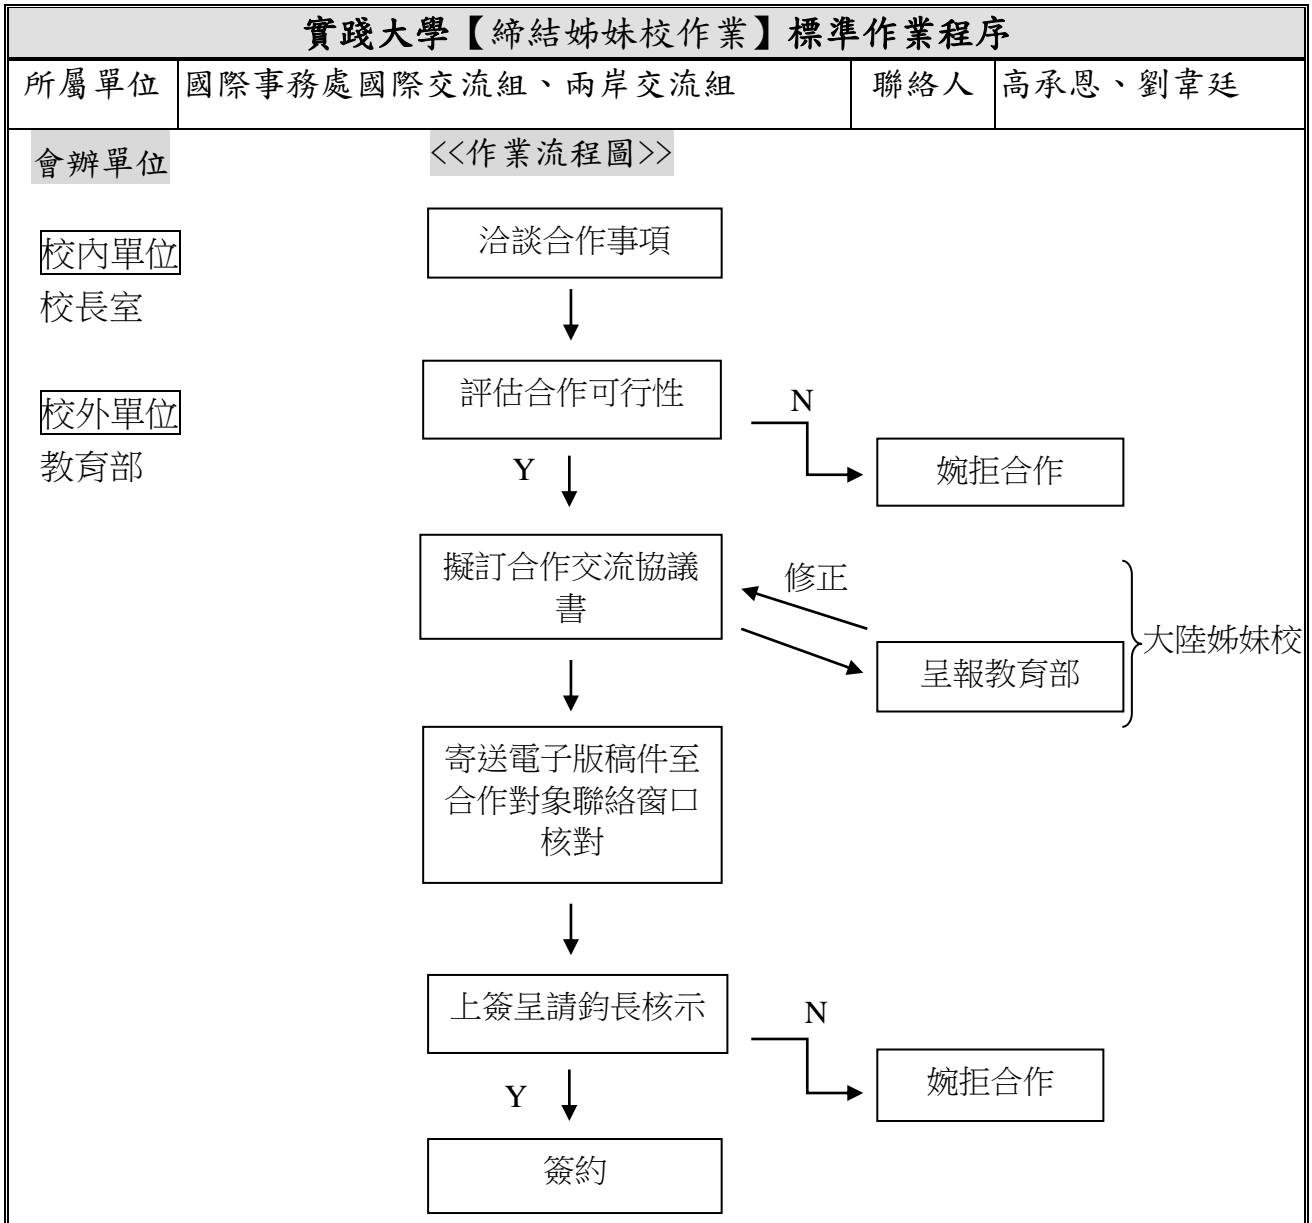 實踐大學【締結姊妹校作業】標準作業程序
所屬單位 國際事務處國際交流組、兩岸交流組 聯絡人 高承恩、劉韋廷
會辦單位
<<作業流程圖>>
校內單位
校長室
校外單位
教育部
洽談合作事項
評估合作可行性
N
婉拒合作
Y
擬訂合作交流協議
書
修正
呈報教育部
大陸姊妹校
寄送電子版稿件至
合作對象聯絡窗口
核對
上簽呈請鈞長核示
N
婉拒合作
Y
簽約